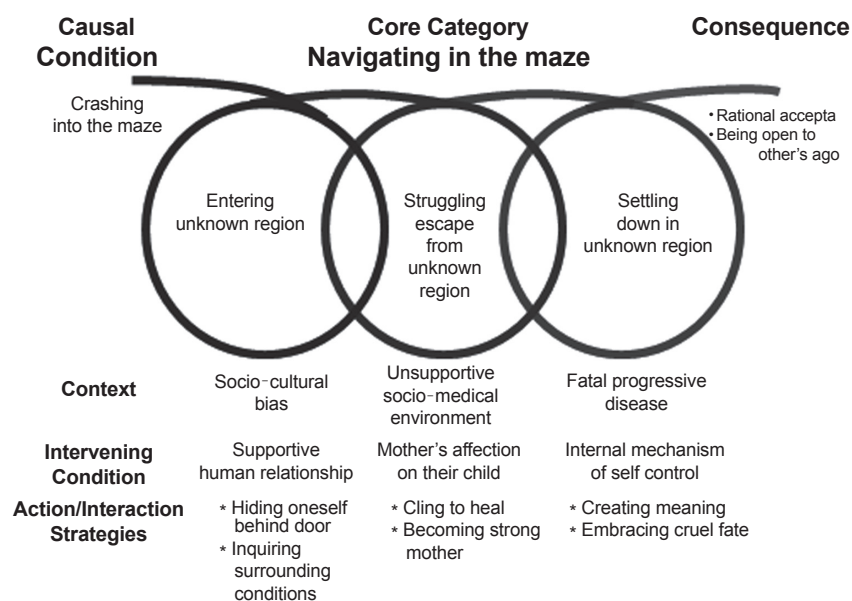 Causal
Condition
Core Category
Navigating in the maze
Consequence
Crashing
into the maze
• Rational accepta
• Being open to
other's ago
Entering
unknown region
Struggling
escape
from
unknown
region
Settling
down in
unknown region
Context
Socio-cultural
bias
Unsupportive
socio-medical
environment
Fatal progressive
disease
Intervening
Condition
Supportive
human relationship
Mother's affection
on their child
Internal mechanism
of self control
Action/Interaction
Strategies
* Hiding oneself
behind door
* Inquiring
surrounding
conditions
* Cling to heal
* Becoming strong
mother
* Creating meaning
* Embracing cruel fate